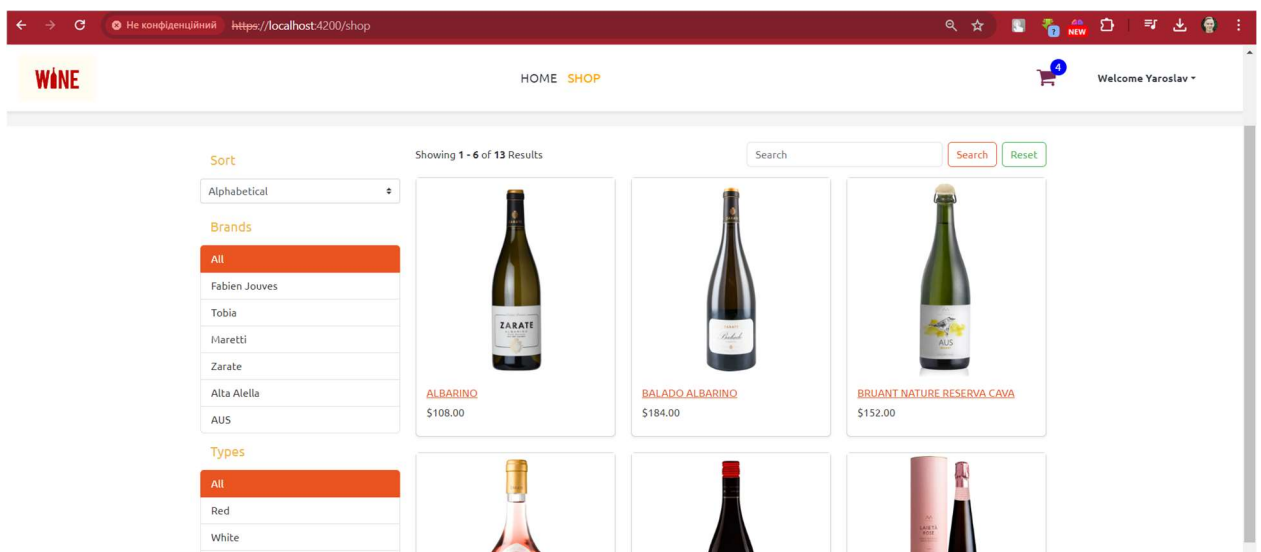 Не конфіденційний https://localhost:4200/shop
NEW
WINE
HOME SHOP
4
Welcome Yaroslav
Sort
Alphabetical
Brands
All
Fabien Jouves
Tobia
Maretti
Zarate
Alta Alella
AUS
Types
All
Red
White
Showing 1 - 6 of 13 Results
Search
Search
Reset
ZARATE
ALBARINO
$108.00
Balado
BALADO ALBARINO
$184.00
AUS
BRUANT NATURE RESERVA CAVA
$152.00